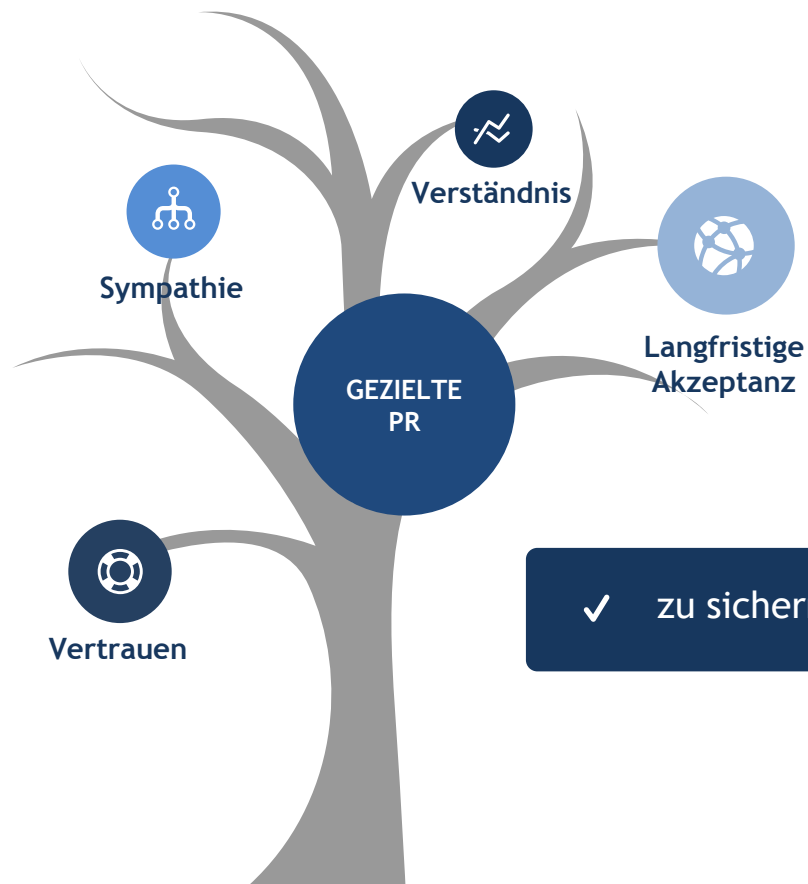 Verständnis
Sympathie
Langfristige
Akzeptanz
GEZIELTE
PR
zu sicher
Vertrauen